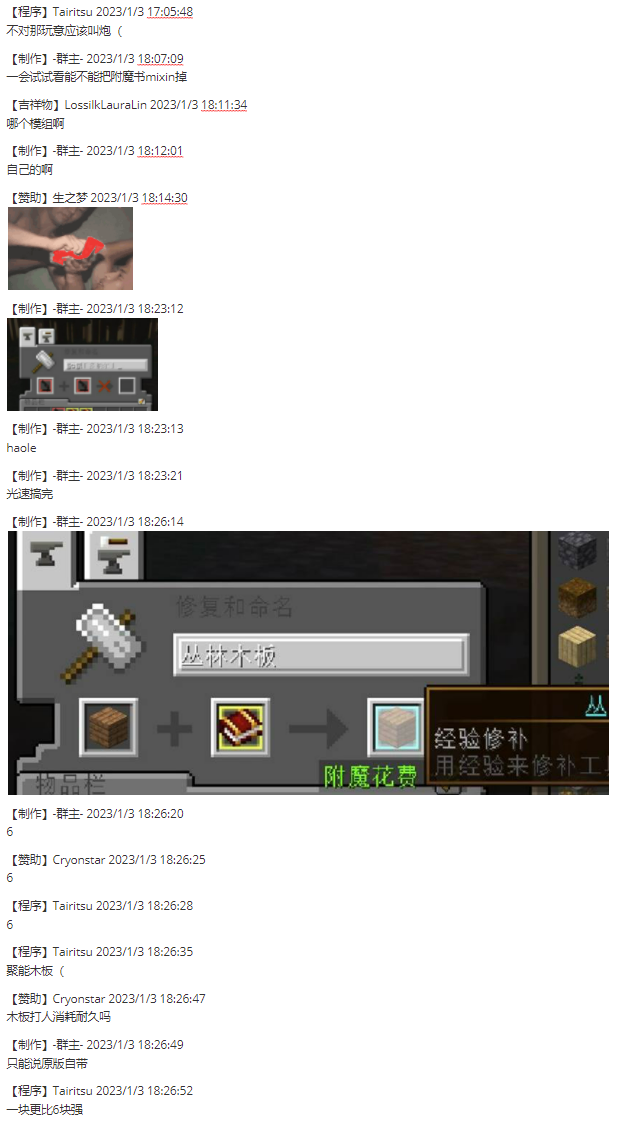 【程序】Tairitsu 2023/1/3 17:05:48
不对那玩意应该叫炮（
【制作】-群主- 2023/1/3 18:07:09
一会试试看能不能把附魔书mixin掉
【吉祥物】LossilkLauraLin 2023/1/3 18:11:34
哪个模组啊
【制作】-群主- 2023/1/3 18:12:01
自己的啊
【赞助】生之梦 2023/1/3 18:14:30
【制作】-群主- 2023/1/3 18:23:12
【制作】-群主- 2023/1/3 18:23:13
haole
【制作】-群主- 2023/1/3 18:23:21
光速搞完
【制作】-群主- 2023/1/3 18:26:14
修复和命名
丛林木板
丛
经验修补
用经验来修补工
附魔花费
物品栏
【制作】-群主- 2023/1/3 18:26:20
6
【赞助】Cryonstar 2023/1/3 18:26:25
6
【程序】Tairitsu 2023/1/3 18:26:28
6
【程序】Tairitsu 2023/1/3 18:26:35
聚能木板（
【赞助】Cryonstar 2023/1/3 18:26:47
木板打人消耗耐久吗
【制作】-群主- 2023/1/3 18:26:49
只能说原版自带
【程序】Tairitsu 2023/1/3 18:26:52
一块更比6块强